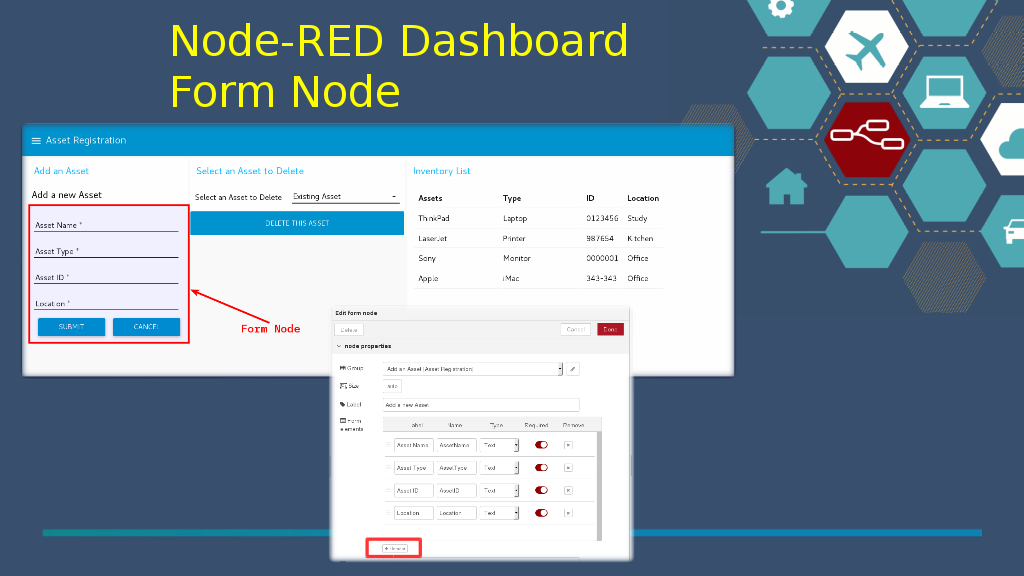 Node-RED Dashboard
Form Node
Asset Registration
Add an Asset
Add a new Asset
Asset Name *
Asset Type *
Asset ID *
Location *
SUBMIT CANCEL
Select an Asset to Delete
Select an Asset to Delete Existing Asset
DELETE THIS ASSET
Inventory List
Assets Type ID Location
ThinkPad Laptop 0123456 Study
LaserJet Printer 987654 Kitchen
Sony Monitor 0000001 Office
Apple iMac 343-343 Office
Form Node
Edit form node
Delete Cancel Done
node properties
Group Add an Asset [Asset Registration]
Size auto
Label Add a new Asset
Form
elements
Label Name Type Required Remove
Asset Name AssetName Text
Asset Type AssetType Text
Asset ID AssetID Text
Location Location Text